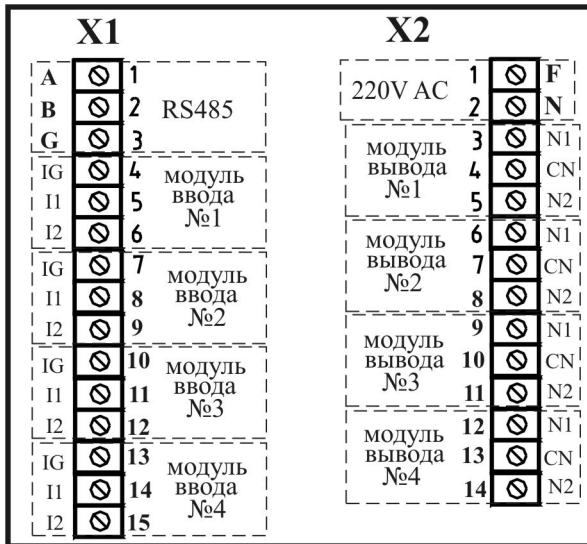 X1
A 1
B 2 RS485
G 3
IG 4 модуль
I1 5 ввода
I2 6 №1
IG 7 модуль
I1 8 ввода
I2 9 №2
IG 10 модуль
I1 11 ввода
I2 12 №3
IG 13 модуль
I1 14 ввода
I2 15 №4
X2
220V AC 1 F
2 N
модуль 3 N1
вывода 4 CN
№1 5 N2
модуль 6 N1
вывода 7 CN
№2 8 N2
модуль 9 N1
вывода 10 CN
№3 11 N2
модуль 12 N1
вывода 13 CN
№4 14 N2